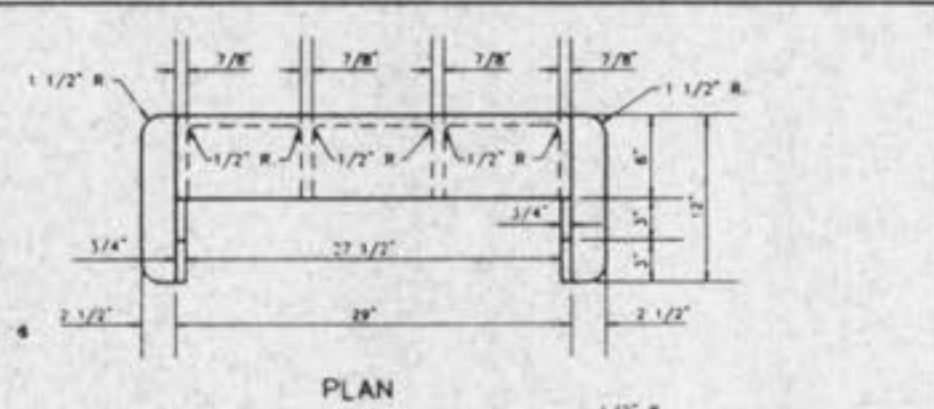 7/8" 7/8" 7/8" 7/8"
1 1/2" R 1 1/2" R.
1/2" R 1/2" R 1/2" R
6"
12"
3/4" 3"
3/4" 27 1/2" 3"
2 1/2" 29" 2 1/2"
PLAN